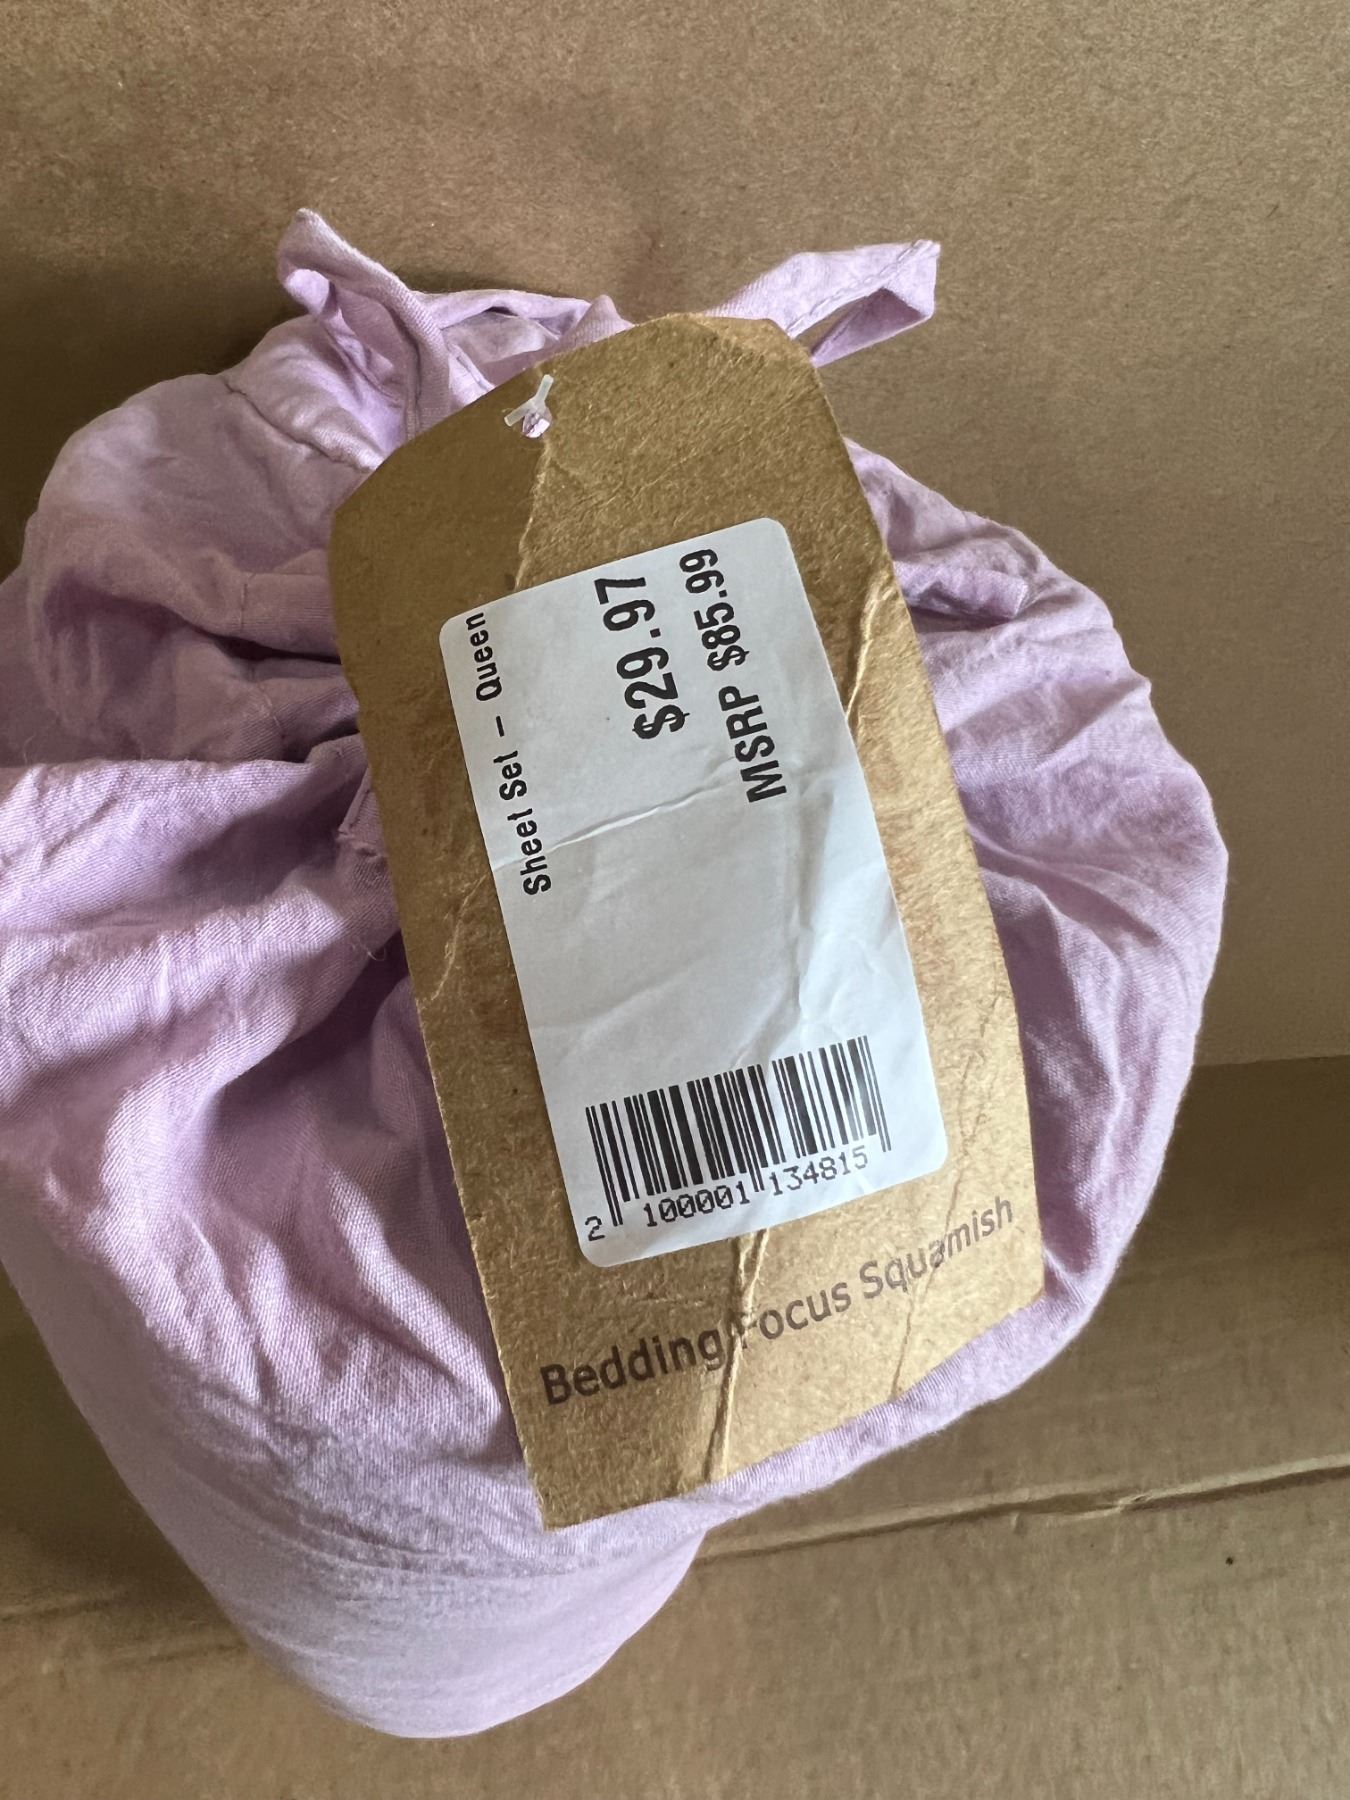 Sheet Set - Queen
$29.97
MSRP $85.99
2 100001 134815
Bedding Focus Squamish